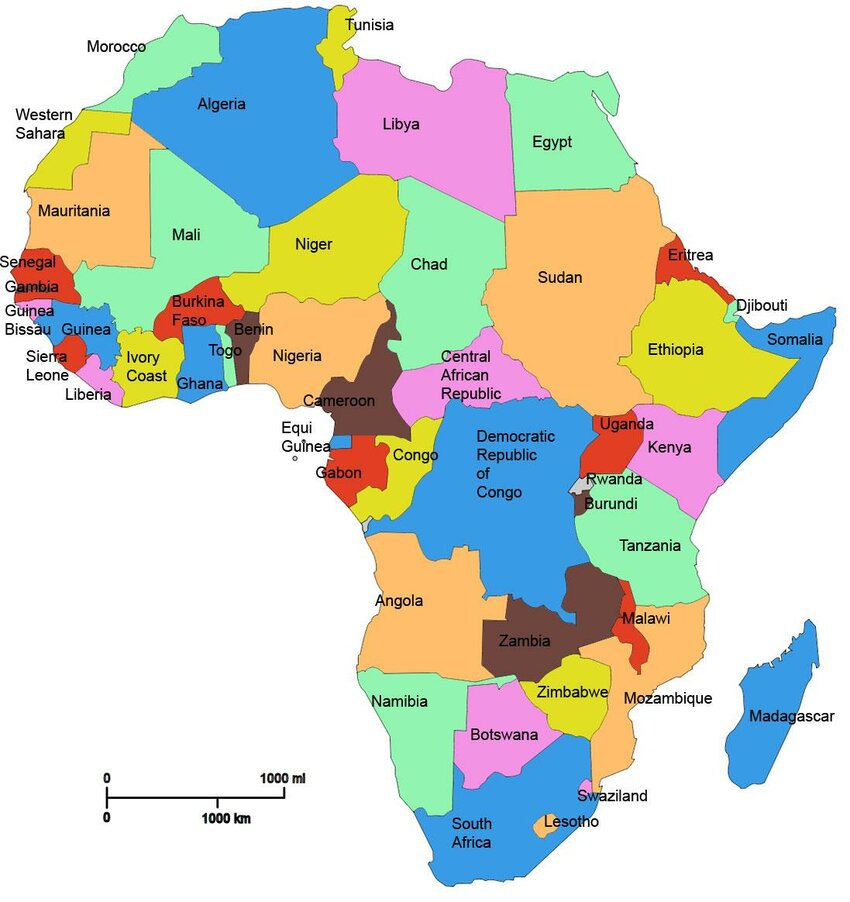 Tunisia
Morocco
Algeria
Western
Sahara
Libya
Egypt
Mauritania
Mali
Niger
Chad
Sudan
Eritrea
Senegal
Gambia
Guinea
Bissau
Guinea
Burkina
Faso
Benin
Togo
Djibouti
Somalia
Sierra
Leone
Liberia
Ivory
Coast
Ghana
Nigeria
Ethiopia
Central
African
Republic
Cameroon
Equi
Guinea
Gabon
Congo
Democratic
Republic
of
Congo
Uganda
Kenya
Rwanda
Burundi
Tanzania
Angola
Zambia
Malawi
Namibia
Zimbabwe
Mozambique
Botswana
Madagascar
Swaziland
South
Africa
Lesotho
0 1000 mi
0 1000 km